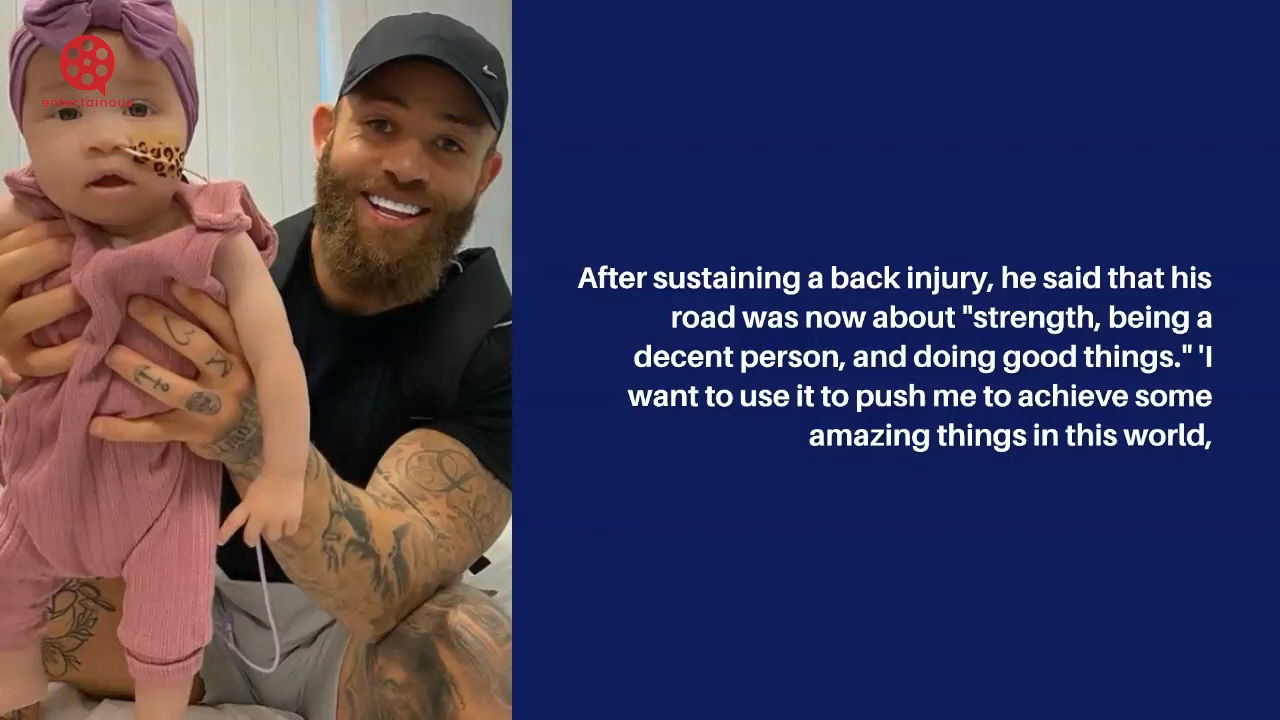 entertainous
After sustaining a back injury, he said that his
road was now about "strength, being a
decent person, and doing good things." 'I
want to use it to push me to achieve some
amazing things in this world,